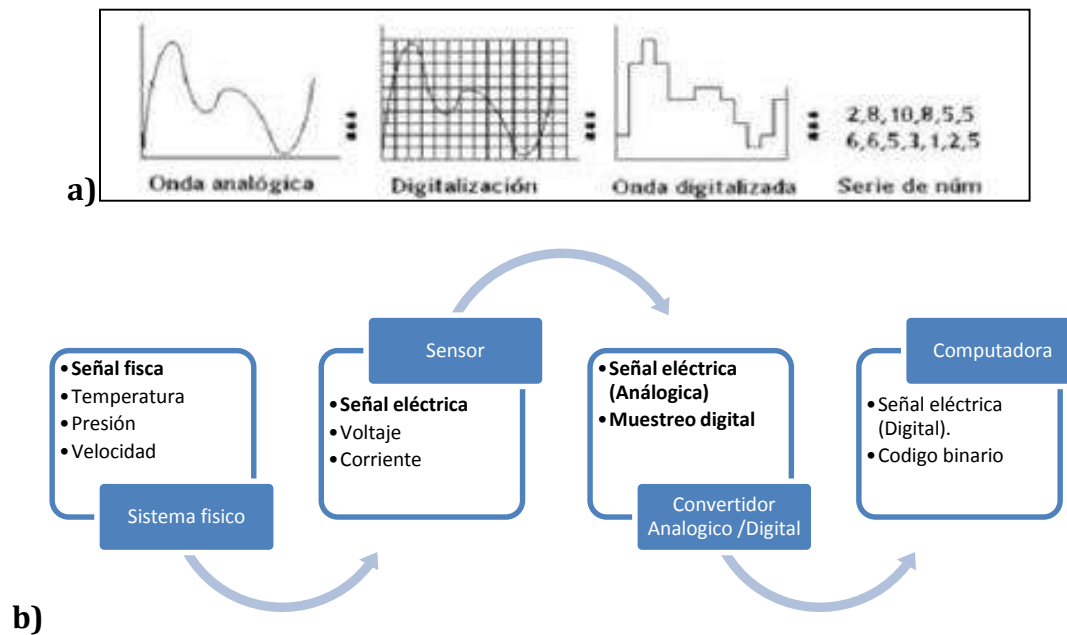 2,8,10,8,5,5
6,6,5,3,1,2,5
Onda analógica
Digitalización
Onda digitalizada
Serie de núm
a)
• Señal fisca
• Temperatura
• Presión
• Velocidad
Sistema fisico
Sensor
• Señal eléctrica
• Voltaje
• Corriente
• Señal eléctrica
(Análogica)
• Muestreo digital
Convertidor
Analogico /Digital
Computadora
• Señal eléctrica
(Digital).
• Codigo binario
b)